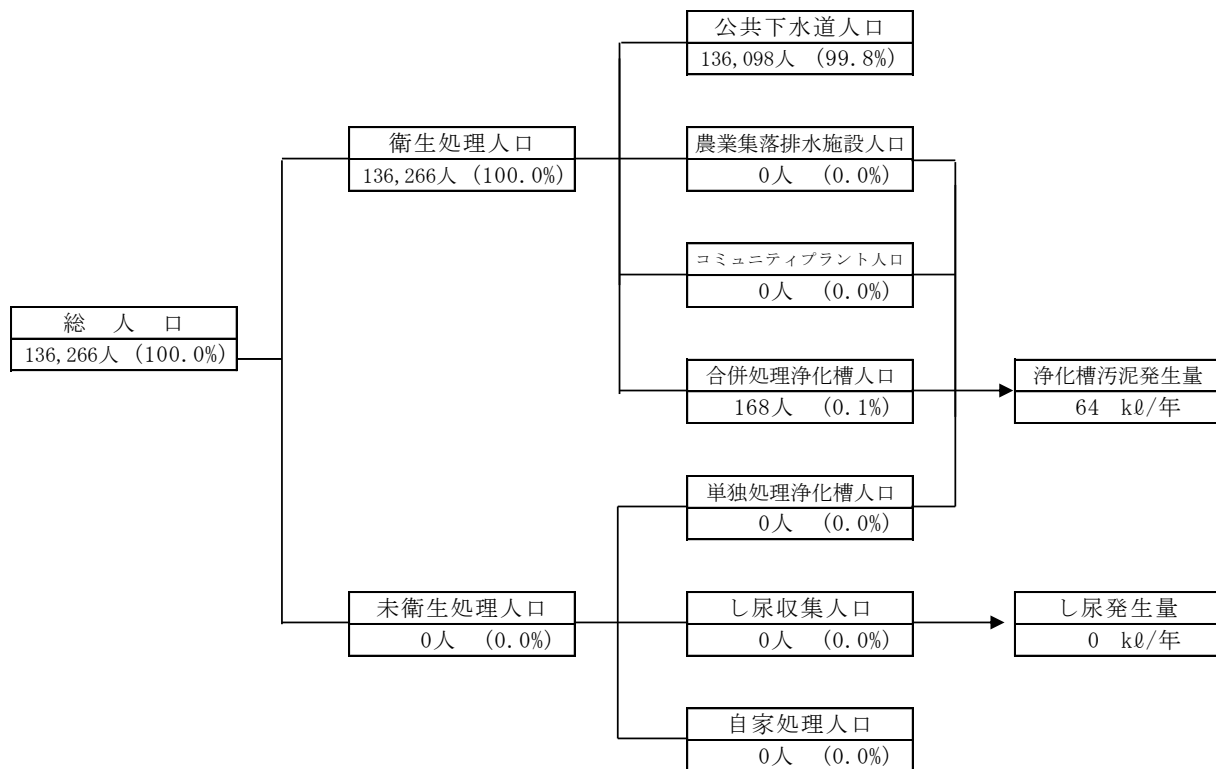 公共下水道人口
136,098人 (99.8%)
衛生処理人口
136,266人 (100.0%)
農業集落排水施設人口
0人 (0.0%)
コミュニティプラント人口
0人 (0.0%)
総 人 口
136,266人 (100.0%)
合併処理浄化槽人口
168人 (0.1%)
浄化槽汚泥発生量
64 kℓ/年
単独処理浄化槽人口
0人 (0.0%)
未衛生処理人口
0人 (0.0%)
し尿収集人口
0人 (0.0%)
し尿発生量
0 kℓ/年
自家処理人口
0人 (0.0%)